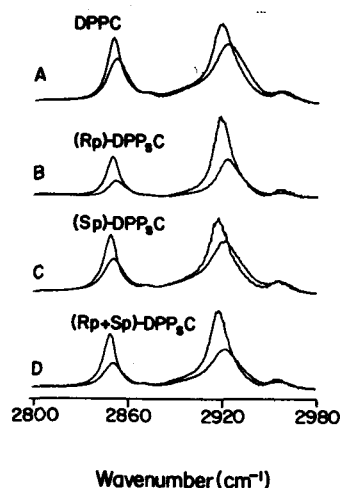 DPPC
A
(Rp)-DPPsC
B
(Sp)-DPPsC
C
(Rp+Sp)-DPPsC
D
2800 2860 2920 2980
Wavenumber (cm⁻¹)